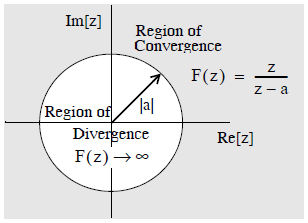 Im[z]
Region of
Convergence
F(z) = z / z – a
|a|
Region of
Divergence
F(z) → ∞
Re[z]